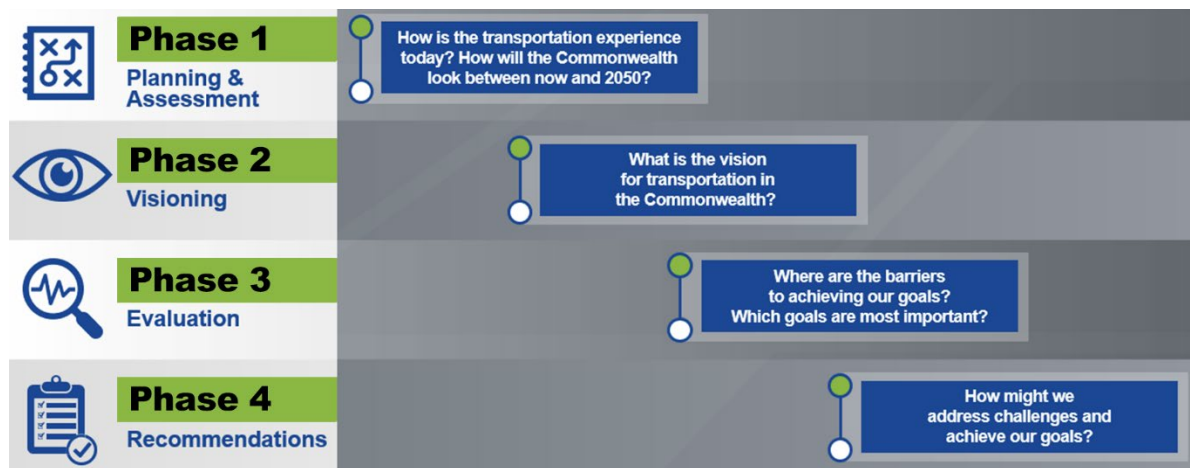 Phase 1
Planning &
Assessment
How is the transportation experience
today? How will the Commonwealth
look between now and 2050?
Phase 2
Visioning
What is the vision
for transportation in
the Commonwealth?
Phase 3
Evaluation
Where are the barriers
to achieving our goals?
Which goals are most important?
Phase 4
Recommendations
How might we
address challenges and
achieve our goals?